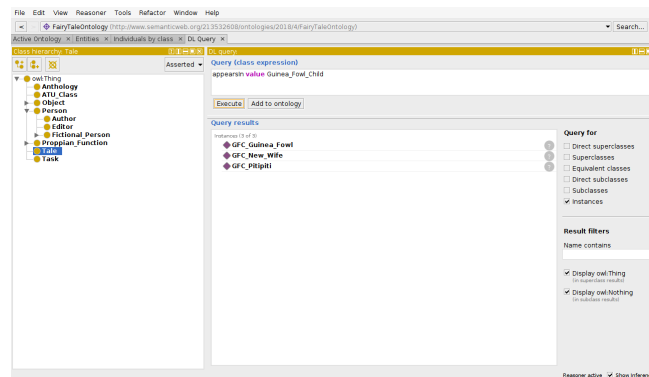 File Edit View Reasoner Tools Refactor Window Help
< FairyTaleOntology (http://www.semanticweb.org/213532608/ontologies/2018/4/FairyTaleOntology) Search...
Active Ontology × Entities × Individuals by class × DL Query ×
Class hierarchy: Tale
Asserted
owl:Thing
Anthology
ATU_Class
Object
Person
Author
Editor
Fictional_Person
Proppian_Function
Tale
Task
DL query:
Query (class expression)
appearsIn value Guinea_Fowl_Child
Execute Add to ontology
Query results
Instances (3 of 3)
GFC_Guinea_Fowl ?
GFC_New_Wife ?
GFC_Pitipiti ?
Query for
Direct superclasses
Superclasses
Equivalent classes
Direct subclasses
Subclasses
Instances
Result filters
Name contains
Display owl:Thing
(in superclass results)
Display owl:Nothing
(in subclass results)
Reasoner active Show Inferenc